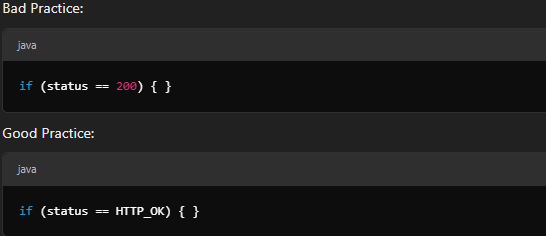 Bad Practice:
java
if (status == 200) { }
Good Practice:
java
if (status == HTTP_OK) { }